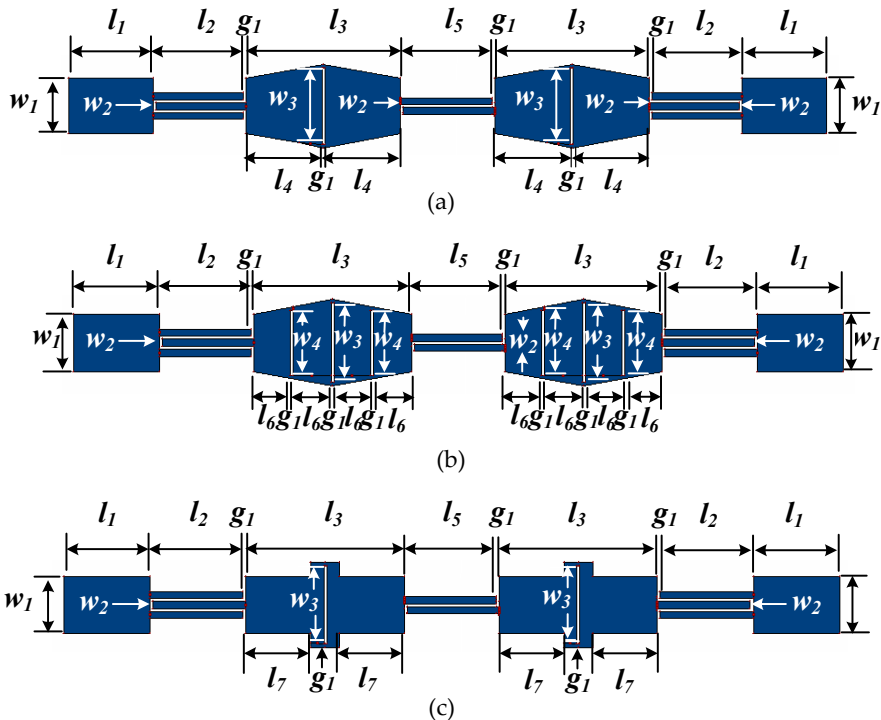 l1 l2 g1 l3 l5 g1 l3 g1 l2 l1
w1 w2 w3 w2 w3 w2 w2 w1
l4 g1 l4 l4 g1 l4
(a)
l1 l2 g1 l3 l5 g1 l3 g1 l2 l1
w1 w2 w4 w3 w4 w2 w4 w3 w4 w2 w1
l6 g1 l6 g1 l6 g1 l6 l6 g1 l6 g1 l6 g1 l6
(b)
l1 l2 g1 l3 l5 g1 l3 g1 l2 l1
w1 w2 w3 w3 w2
l7 g1 l7 l7 g1 l7
(c)